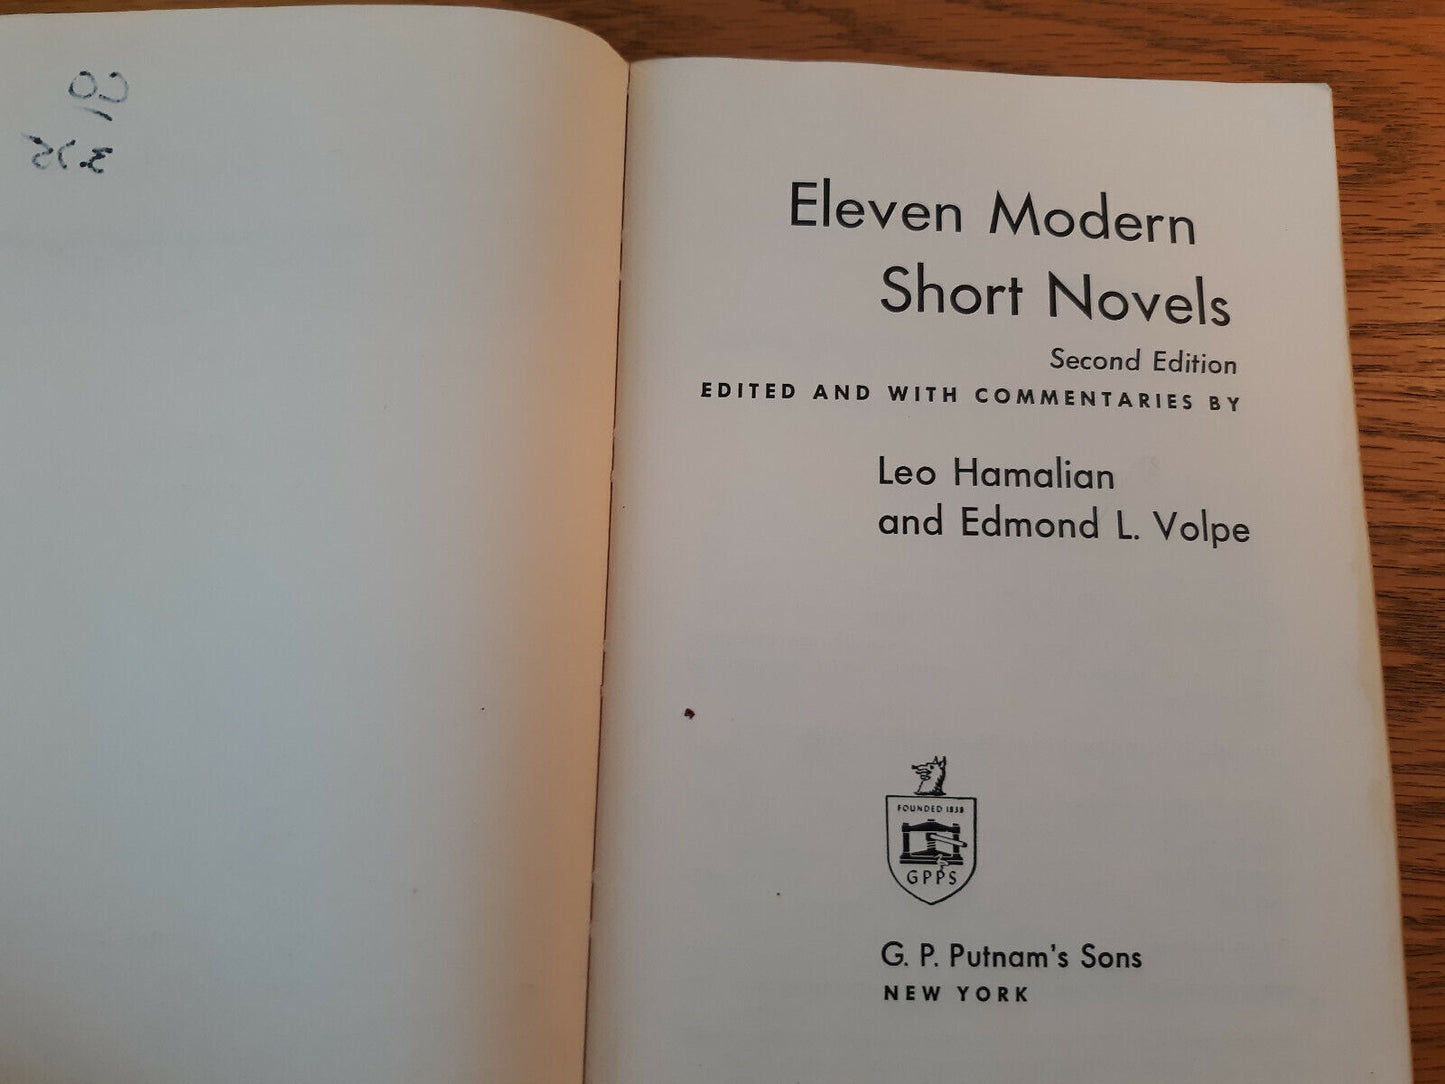 Eleven Modern
Short Novels
Second Edition
EDITED AND WITH COMMENTARIES BY
Leo Hamalian
and Edmond L. Volpe
FOUNDED 1838
GPPS
G. P. Putnam's Sons
NEW YORK